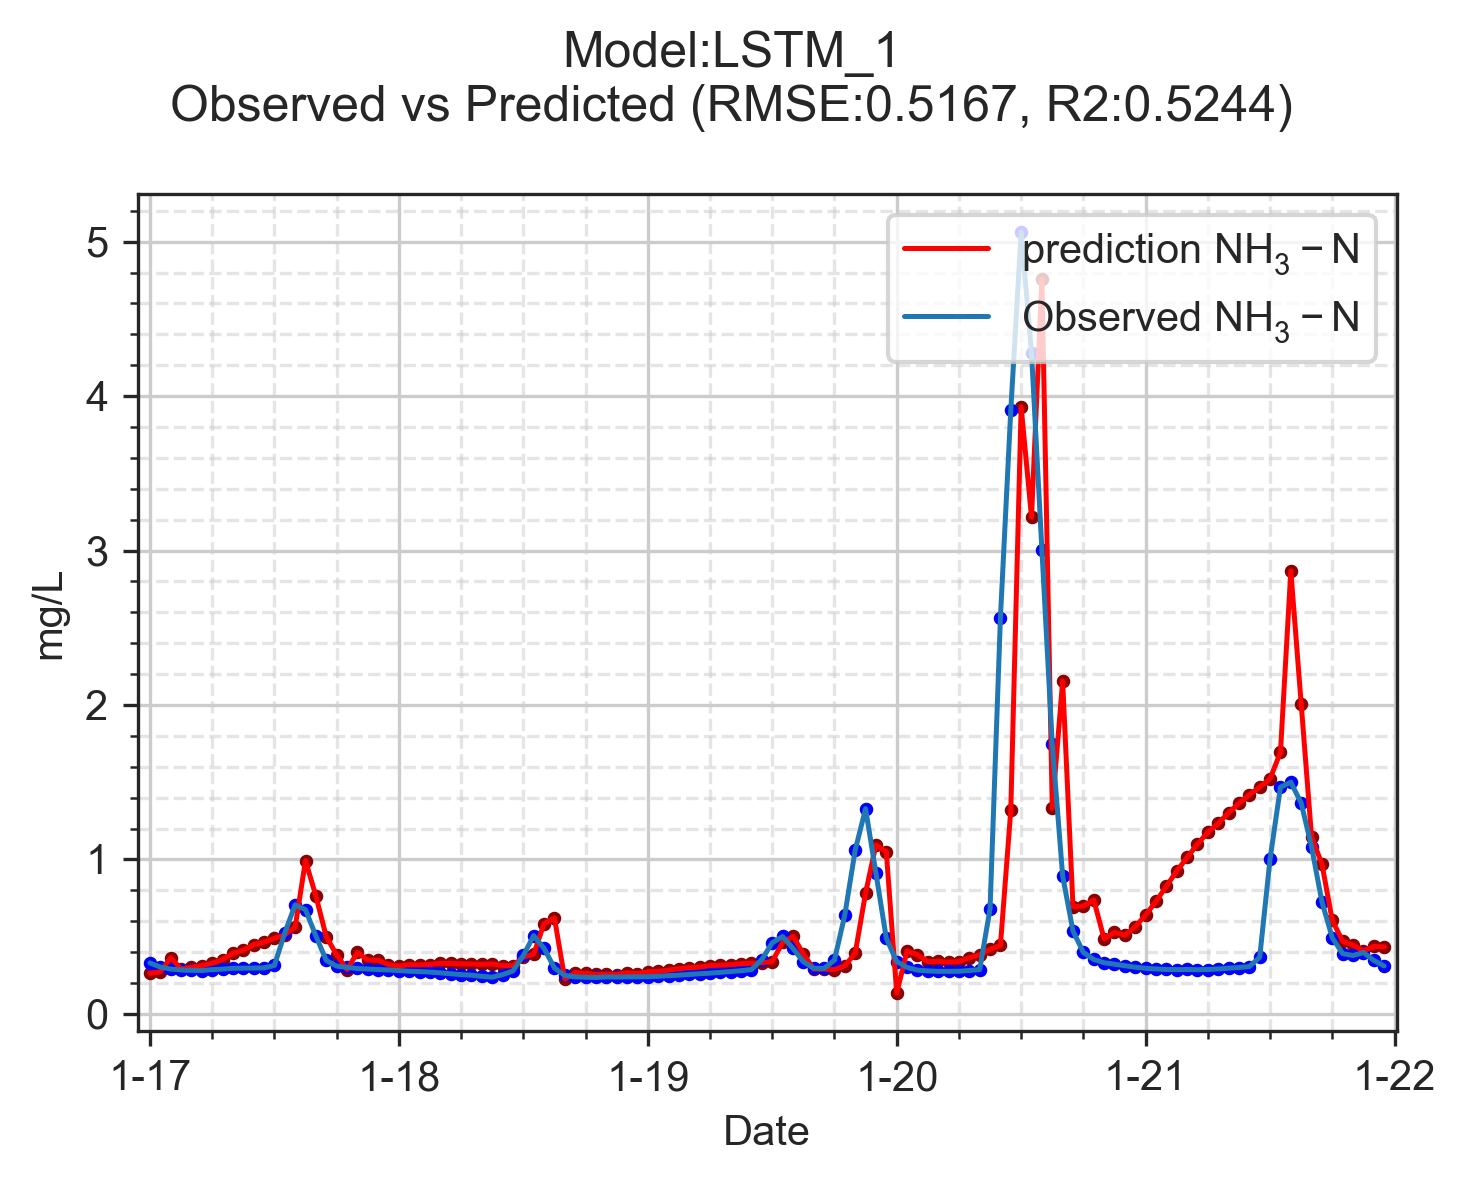 Model:LSTM_1
Observed vs Predicted (RMSE:0.5167, R2:0.5244)
prediction NH₃ − N
Observed NH₃ − N
5
4
3
2
1
0
mg/L
1-17 1-18 1-19 1-20 1-21 1-22
Date